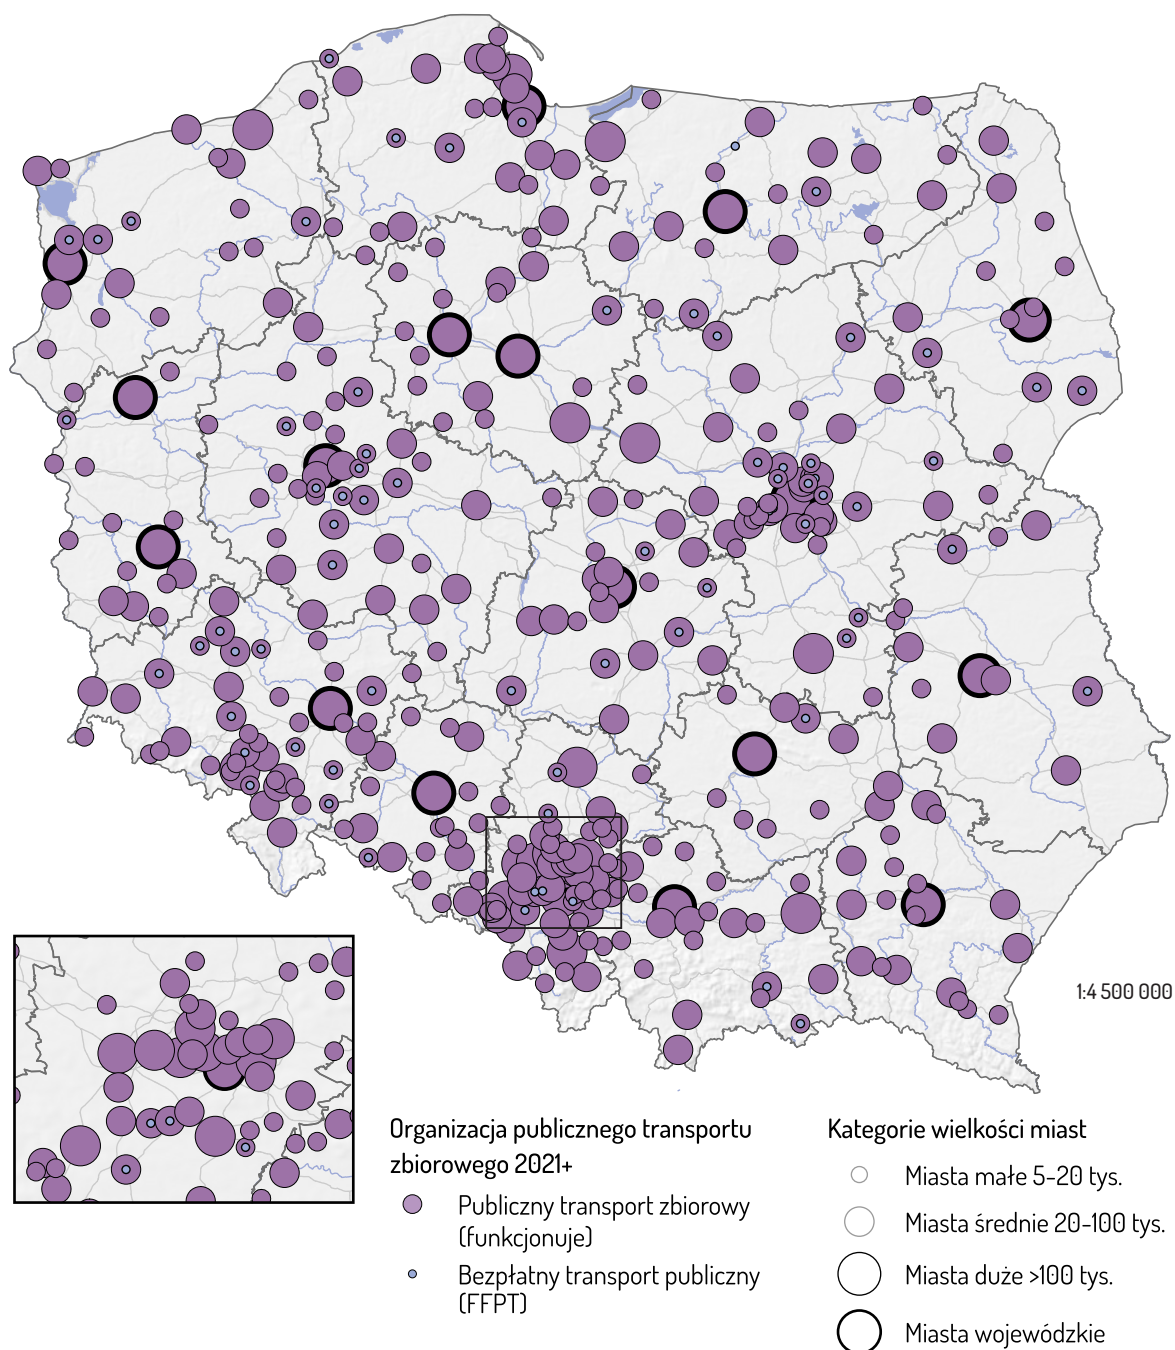 1:4 500 000
Organizacja publicznego transportu
zbiorowego 2021+
Publiczny transport zbiorowy
(funkcjonuje)
Bezpłatny transport publiczny
(FFPT)
Kategorie wielkości miast
Miasta małe 5-20 tys.
Miasta średnie 20-100 tys.
Miasta duże >100 tys.
Miasta wojewódzkie